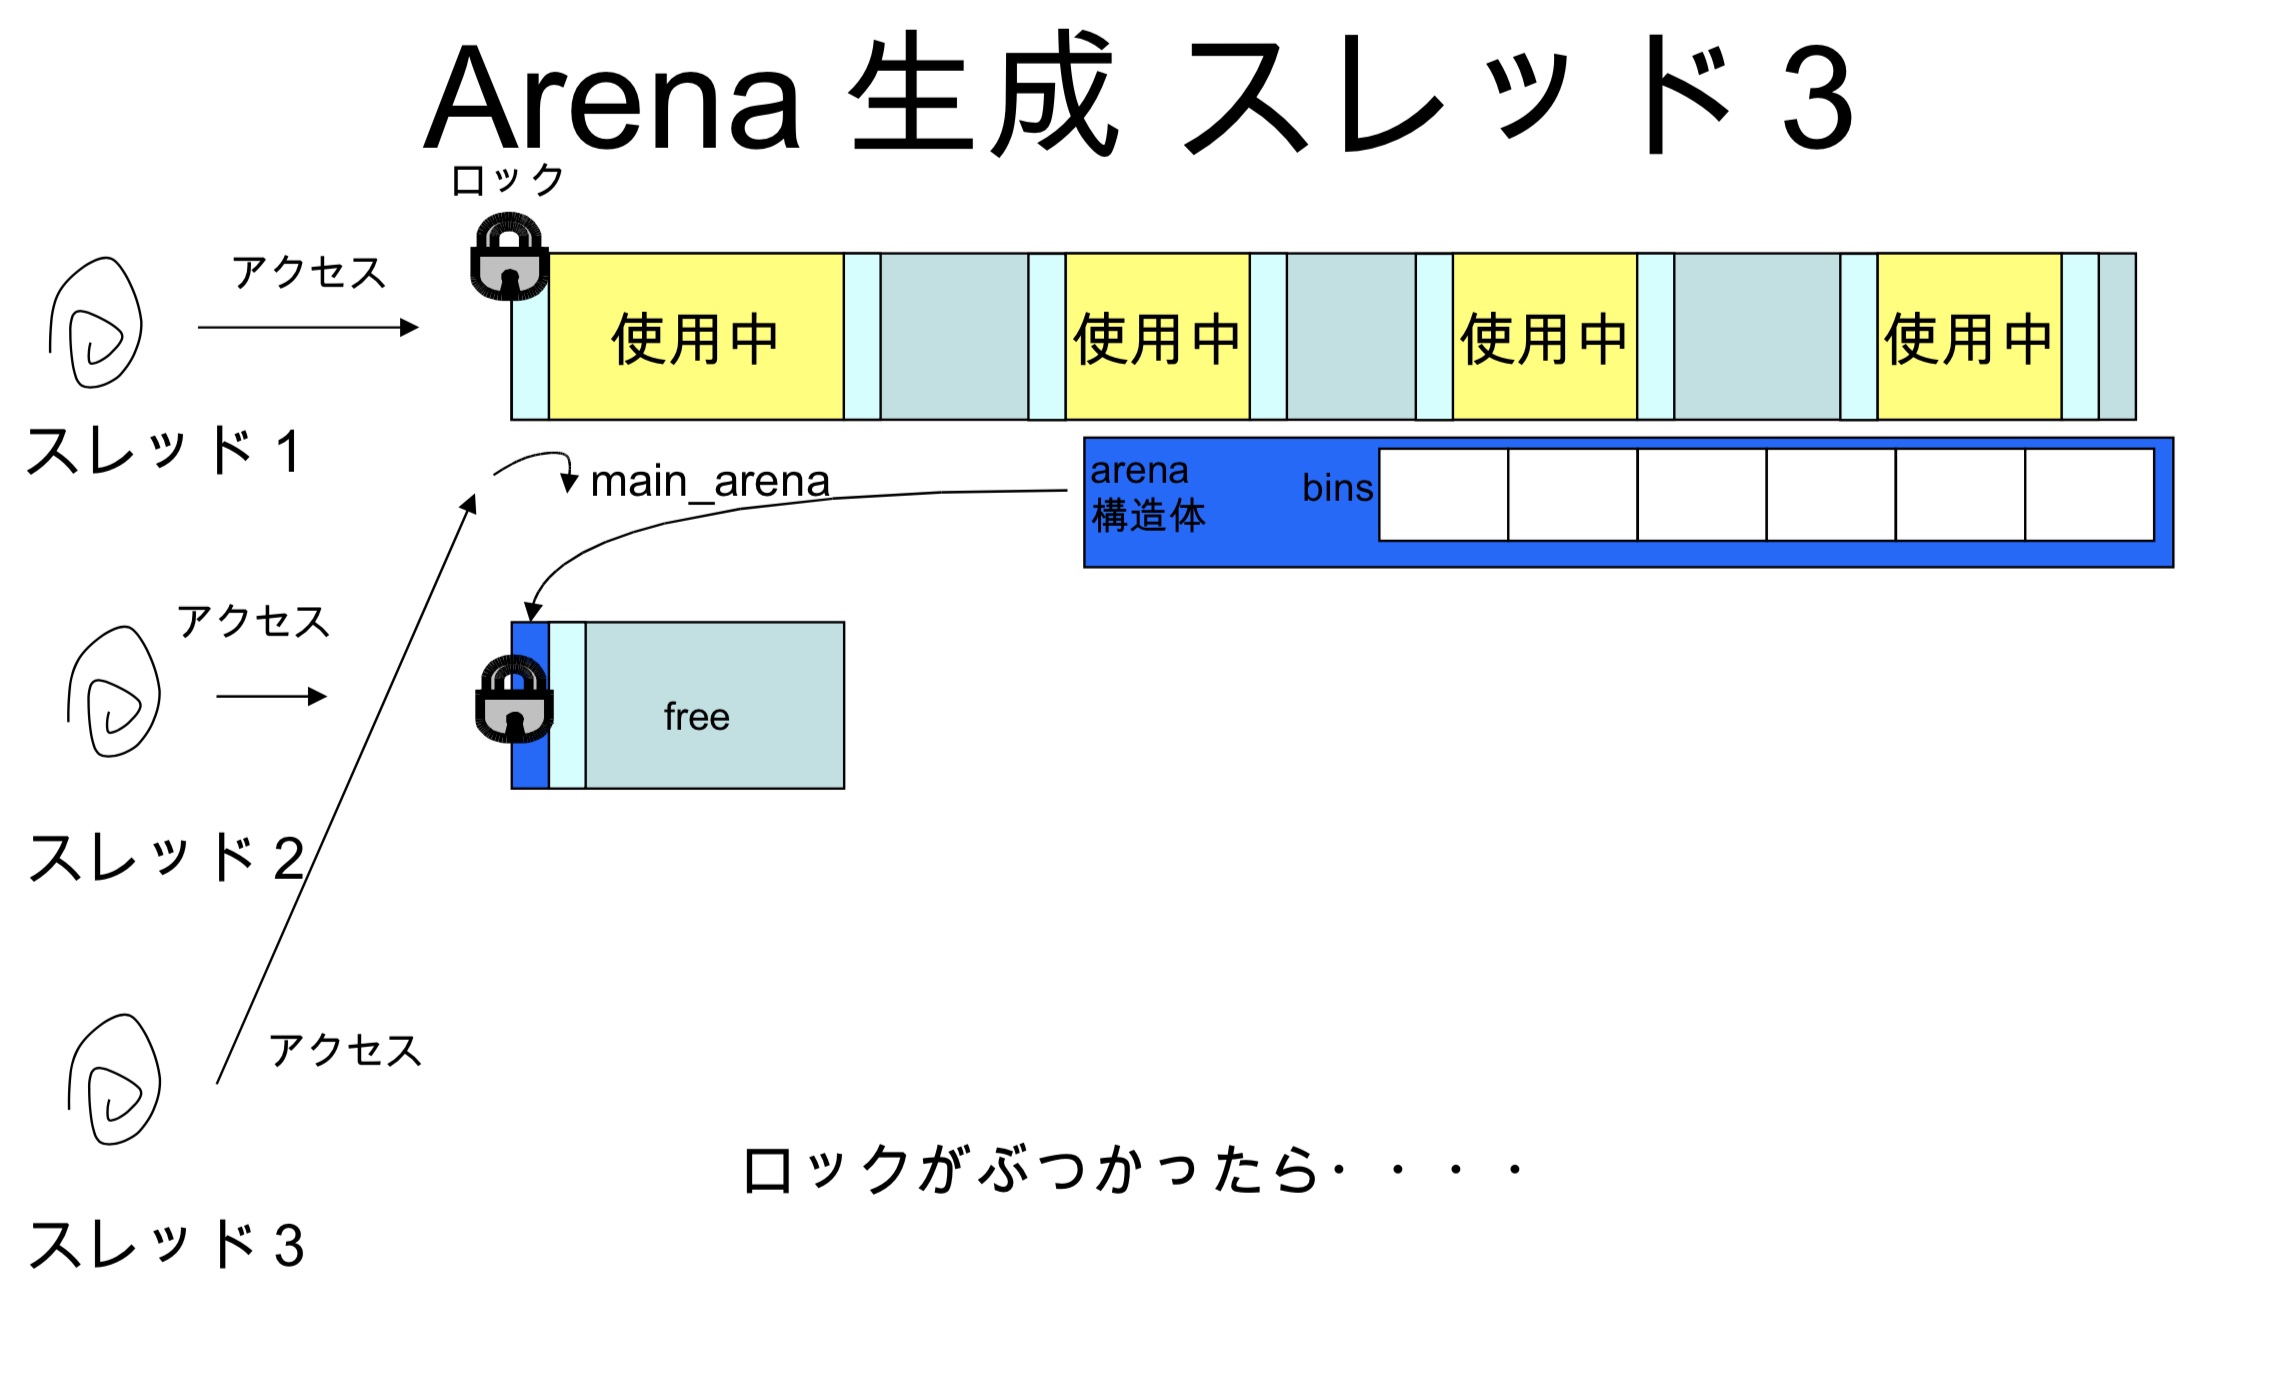 Arena 生成 スレッド 3
ロック
アクセス
使用中
使用中
使用中
使用中
スレッド 1
main_arena
arena
構造体
bins
アクセス
free
スレッド 2
アクセス
ロックがぶつかったら・・・・
スレッド 3